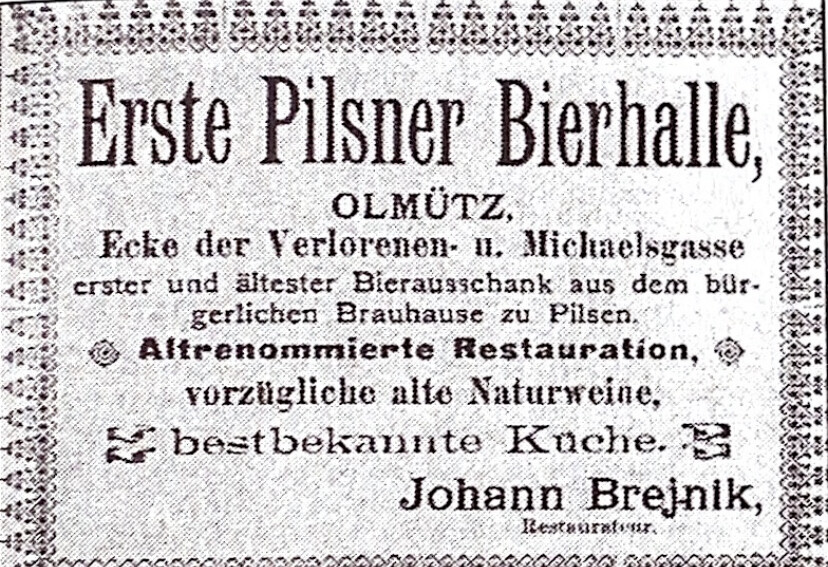 Erste Pilsner Bierhalle,
OLMÜTZ,
Ecke der Verlorenen- u. Michaelsgasse
erster und ältester Bierausschank aus dem bür-
gerlichen Brauhause zu Pilsen.
Altrenommierte Restauration,
vorzügliche alte Naturweine,
bestbekannte Küche.
Johann Brejnik,
Restaurateur.